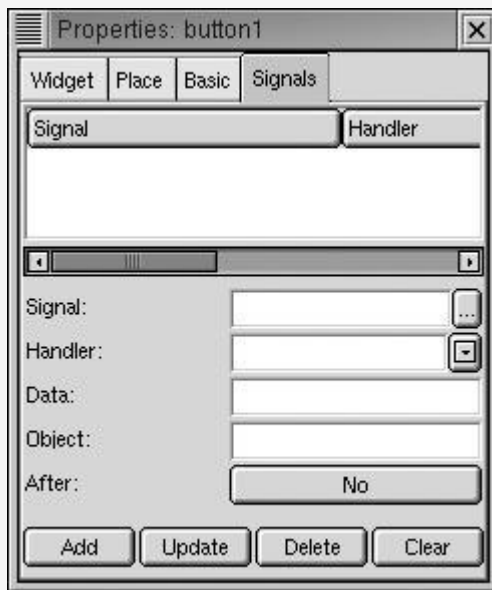 Properties: button1
Widget Place Basic Signals
Signal Handler
Signal: ...
Handler:
Data:
Object:
After: No
Add Update Delete Clear